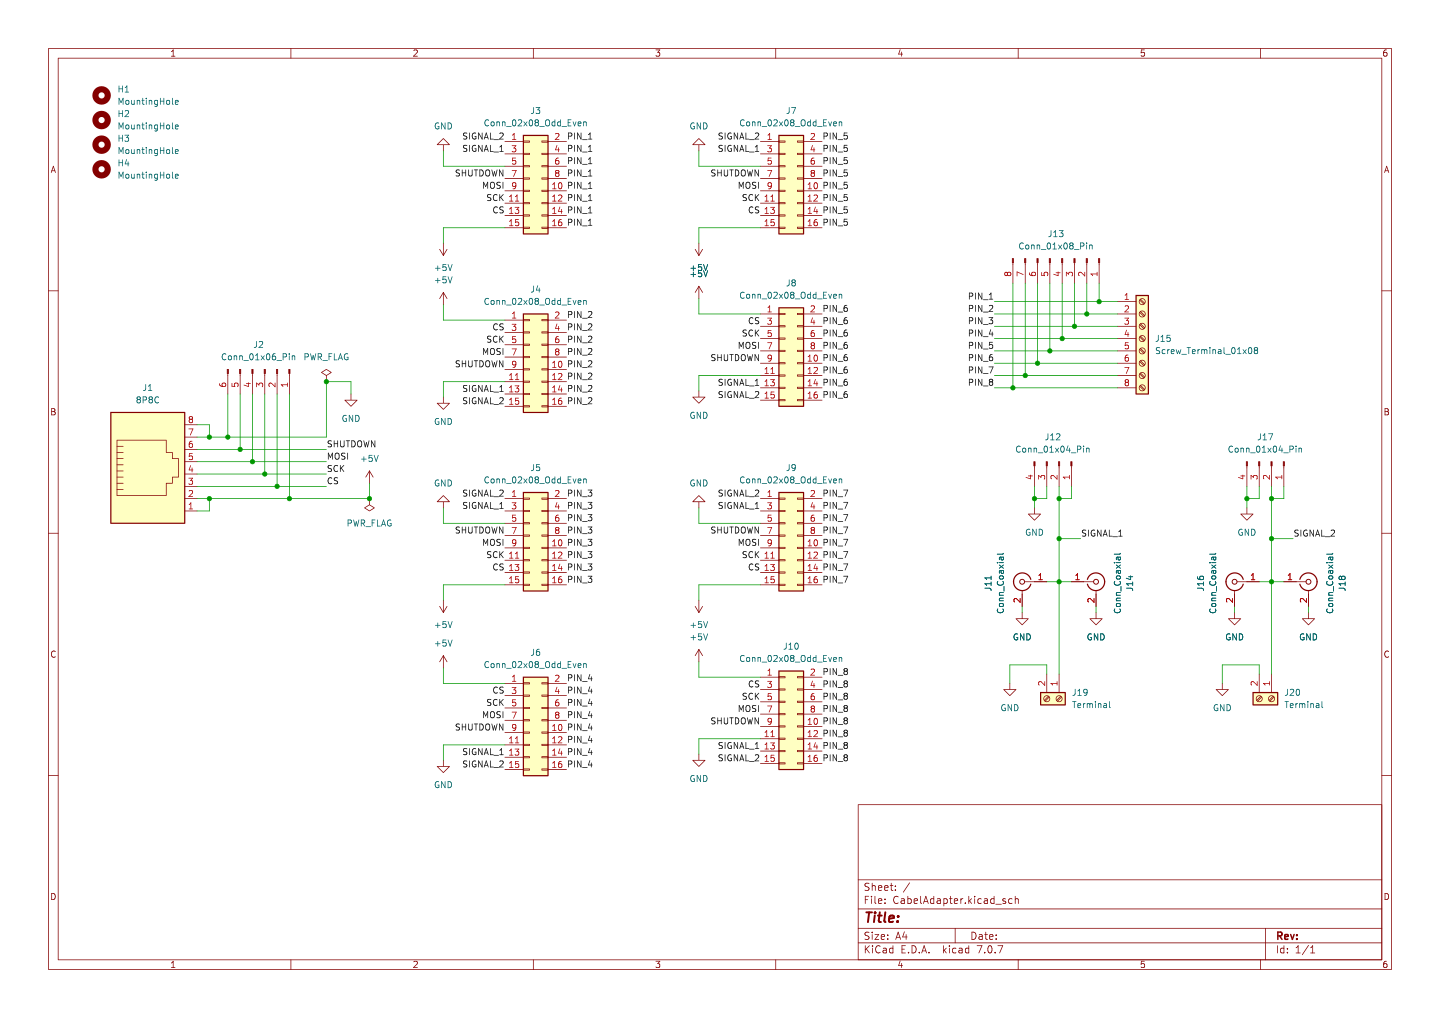 1 2 3 4 5 6
A A
B B
C C
D D
H1
MountingHole
H2
MountingHole
H3
MountingHole
H4
MountingHole
J3
Conn_02x08_Odd_Even
GND
SIGNAL_2 1 2 PIN_1
SIGNAL_1 3 4 PIN_1
5 6 PIN_1
SHUTDOWN 7 8 PIN_1
MOSI 9 10 PIN_1
SCK 11 12 PIN_1
CS 13 14 PIN_1
15 16 PIN_1
+5V
J7
Conn_02x08_Odd_Even
GND
SIGNAL_2 1 2 PIN_5
SIGNAL_1 3 4 PIN_5
5 6 PIN_5
SHUTDOWN 7 8 PIN_5
MOSI 9 10 PIN_5
SCK 11 12 PIN_5
CS 13 14 PIN_5
15 16 PIN_5
+5V
+5V
J4
Conn_02x08_Odd_Even
1 2 PIN_2
CS 3 4 PIN_2
SCK 5 6 PIN_2
MOSI 7 8 PIN_2
SHUTDOWN 9 10 PIN_2
11 12 PIN_2
SIGNAL_1 13 14 PIN_2
SIGNAL_2 15 16 PIN_2
GND
+5V
J8
Conn_02x08_Odd_Even
1 2 PIN_6
CS 3 4 PIN_6
SCK 5 6 PIN_6
MOSI 7 8 PIN_6
SHUTDOWN 9 10 PIN_6
11 12 PIN_6
SIGNAL_1 13 14 PIN_6
SIGNAL_2 15 16 PIN_6
GND
J13
Conn_01x08_Pin
8 7 6 5 4 3 2 1
PIN_1 1
PIN_2 2
PIN_3 3
PIN_4 4
PIN_5 5
PIN_6 6
PIN_7 7
PIN_8 8
J15
Screw_Terminal_01x08
J2
Conn_01x06_Pin
6 5 4 3 2 1
PWR_FLAG
GND
J1
8P8C
8
7
6 SHUTDOWN
5 MOSI
4 SCK
3 CS
2
1
+5V
PWR_FLAG
J5
Conn_02x08_Odd_Even
GND
SIGNAL_2 1 2 PIN_3
SIGNAL_1 3 4 PIN_3
5 6 PIN_3
SHUTDOWN 7 8 PIN_3
MOSI 9 10 PIN_3
SCK 11 12 PIN_3
CS 13 14 PIN_3
15 16 PIN_3
+5V
J9
Conn_02x08_Odd_Even
GND
SIGNAL_2 1 2 PIN_7
SIGNAL_1 3 4 PIN_7
5 6 PIN_7
SHUTDOWN 7 8 PIN_7
MOSI 9 10 PIN_7
SCK 11 12 PIN_7
CS 13 14 PIN_7
15 16 PIN_7
+5V
+5V
J6
Conn_02x08_Odd_Even
1 2 PIN_4
CS 3 4 PIN_4
SCK 5 6 PIN_4
MOSI 7 8 PIN_4
SHUTDOWN 9 10 PIN_4
11 12 PIN_4
SIGNAL_1 13 14 PIN_4
SIGNAL_2 15 16 PIN_4
GND
+5V
J10
Conn_02x08_Odd_Even
1 2 PIN_8
CS 3 4 PIN_8
SCK 5 6 PIN_8
MOSI 7 8 PIN_8
SHUTDOWN 9 10 PIN_8
11 12 PIN_8
SIGNAL_1 13 14 PIN_8
SIGNAL_2 15 16 PIN_8
GND
J12
Conn_01x04_Pin
4 3 2 1
GND
SIGNAL_1
J11
Conn_Coaxial
1
2
GND
J14
Conn_Coaxial
1
2
GND
GND
2 1
J19
Terminal
J17
Conn_01x04_Pin
4 3 2 1
GND
SIGNAL_2
J16
Conn_Coaxial
1
2
GND
J18
Conn_Coaxial
1
2
GND
GND
2 1
J20
Terminal
Sheet: /
File: CabelAdapter.kicad_sch
Title:
Size: A4 Date: Rev:
KiCad E.D.A. kicad 7.0.7 Id: 1/1
1 2 3 4 5 6